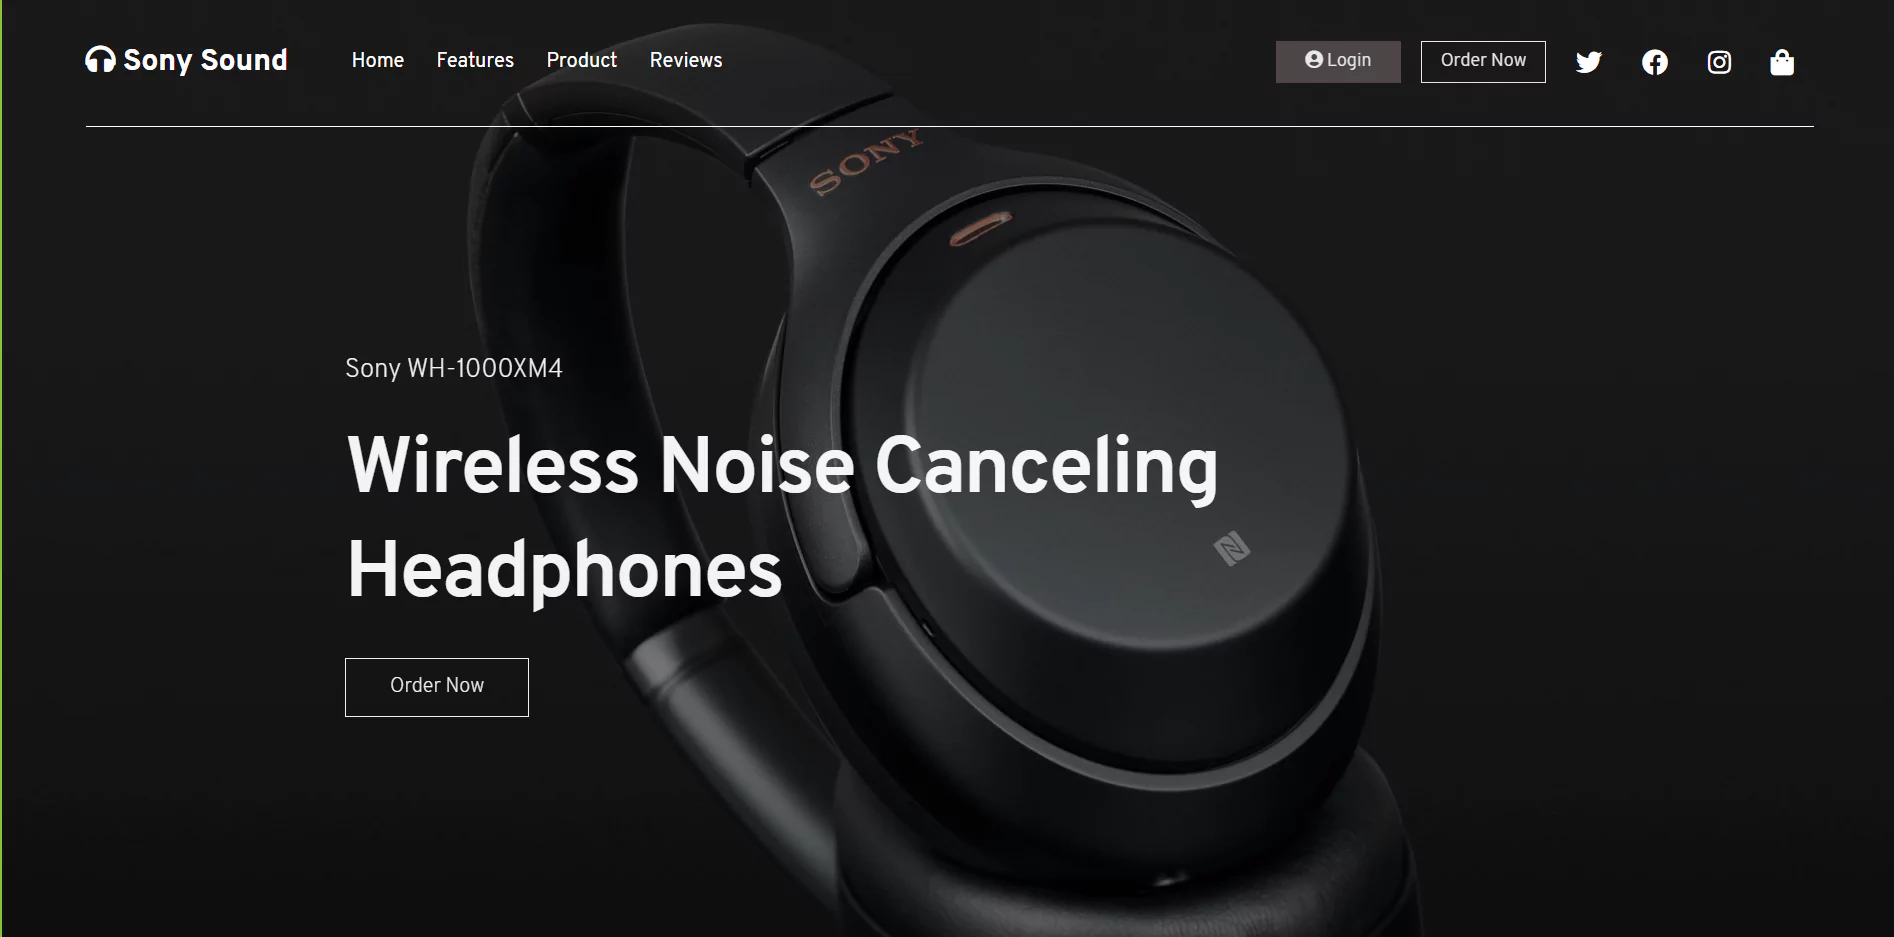 Sony Sound
Home
Features
Product
Reviews
Login
Order Now
SONY
Sony WH-1000XM4
Wireless Noise Canceling
Headphones
Order Now